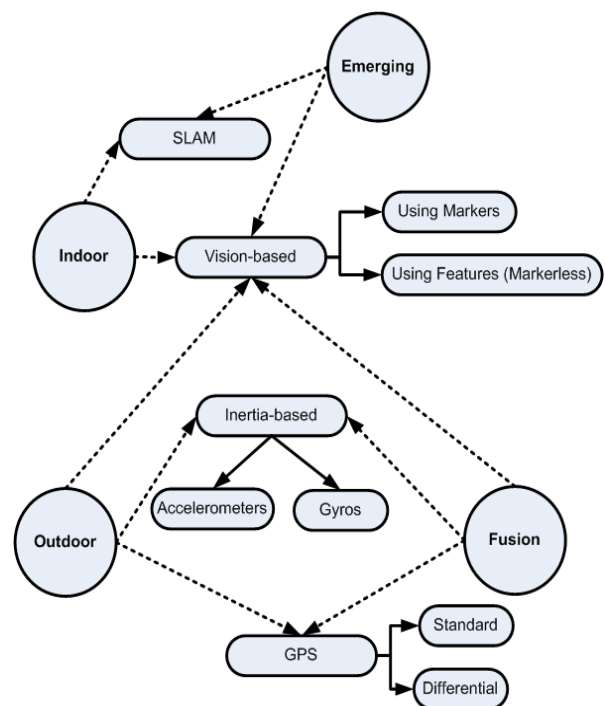 Emerging
SLAM
Using Markers
Indoor
Vision-based
Using Features (Markerless)
Inertia-based
Accelerometers
Gyros
Outdoor
Fusion
Standard
GPS
Differential